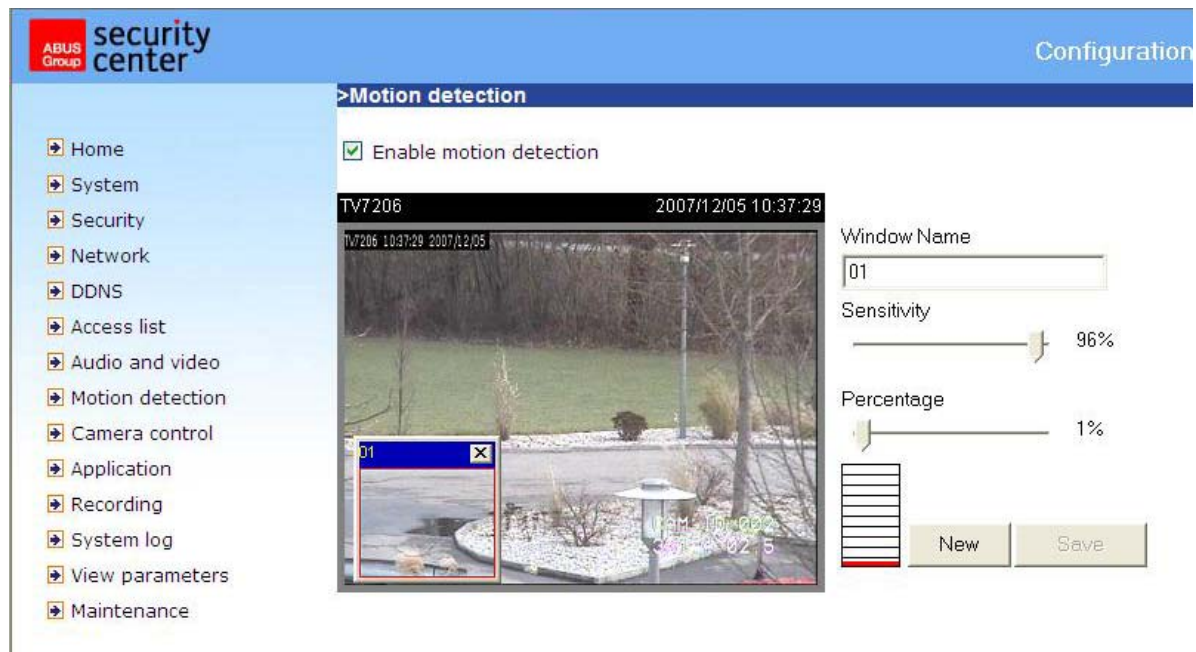 ABUS
Group
security
center
Configuration
>Motion detection
Home
System
Security
Network
DDNS
Access list
Audio and video
Motion detection
Camera control
Application
Recording
System log
View parameters
Maintenance
Enable motion detection
TV7206 2007/12/05 10:37:29
TV7206 10:37:29 2007/12/05
01
Window Name
01
Sensitivity
96%
Percentage
1%
New
Save